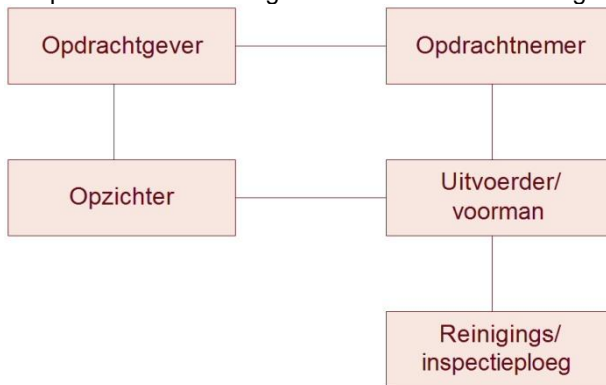 Opdrachtgever
Opdrachtnemer
Opzichter
Uitvoerder/
voorman
Reinigings/
inspectieploeg